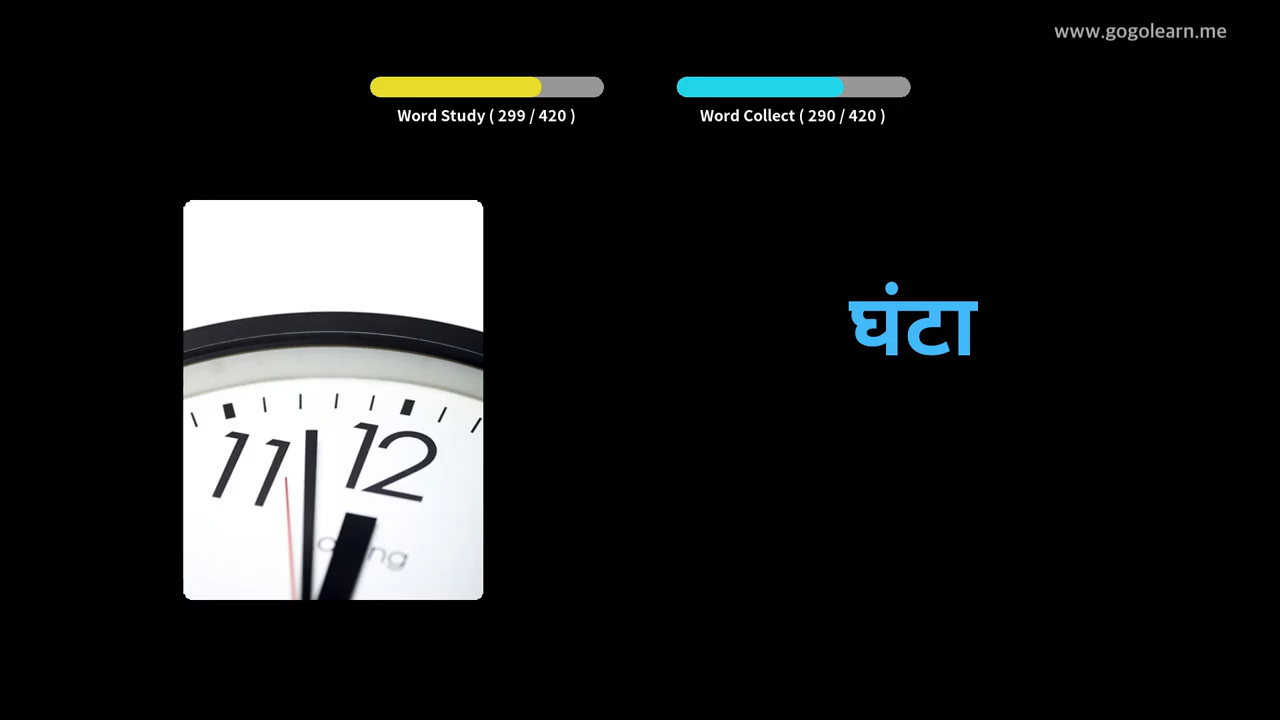 www.gogolearn.me
Word Study ( 299 / 420 )
Word Collect ( 290 / 420 )
घंटा
11
12